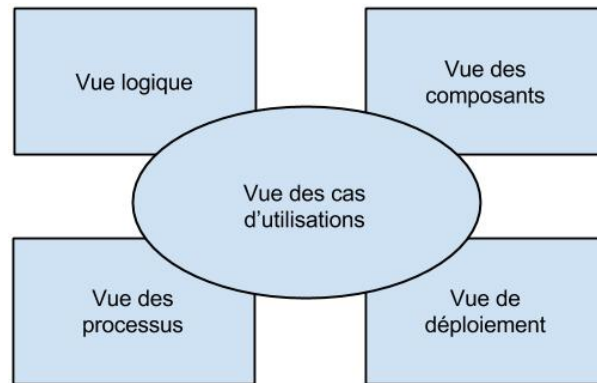 Vue logique
Vue des
composants
Vue des cas
d’utilisations
Vue des
processus
Vue de
déploiement